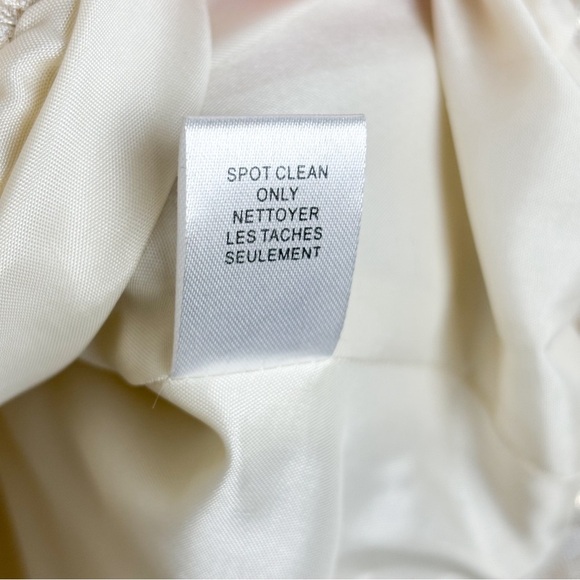 SPOT CLEAN
ONLY
NETTOYER
LES TACHES
SEULEMENT